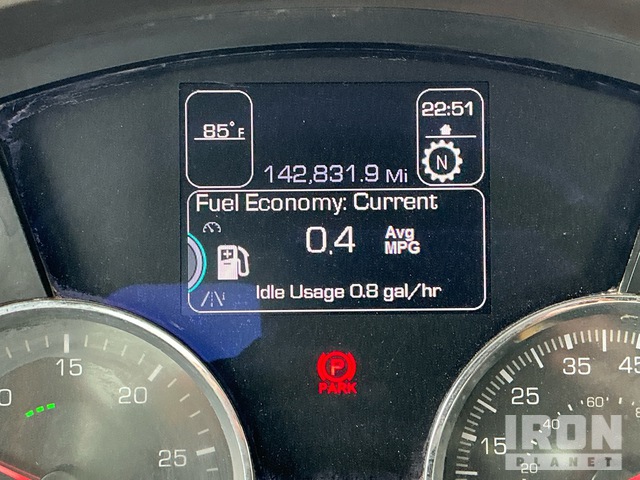 85°F
22:51
N
142,831.9 Mi
Fuel Economy: Current
0.4 Avg MPG
Idle Usage 0.8 gal/hr
P
PARK
15
20
25
15
25
35
45
20
40
60
IRON
PLANET